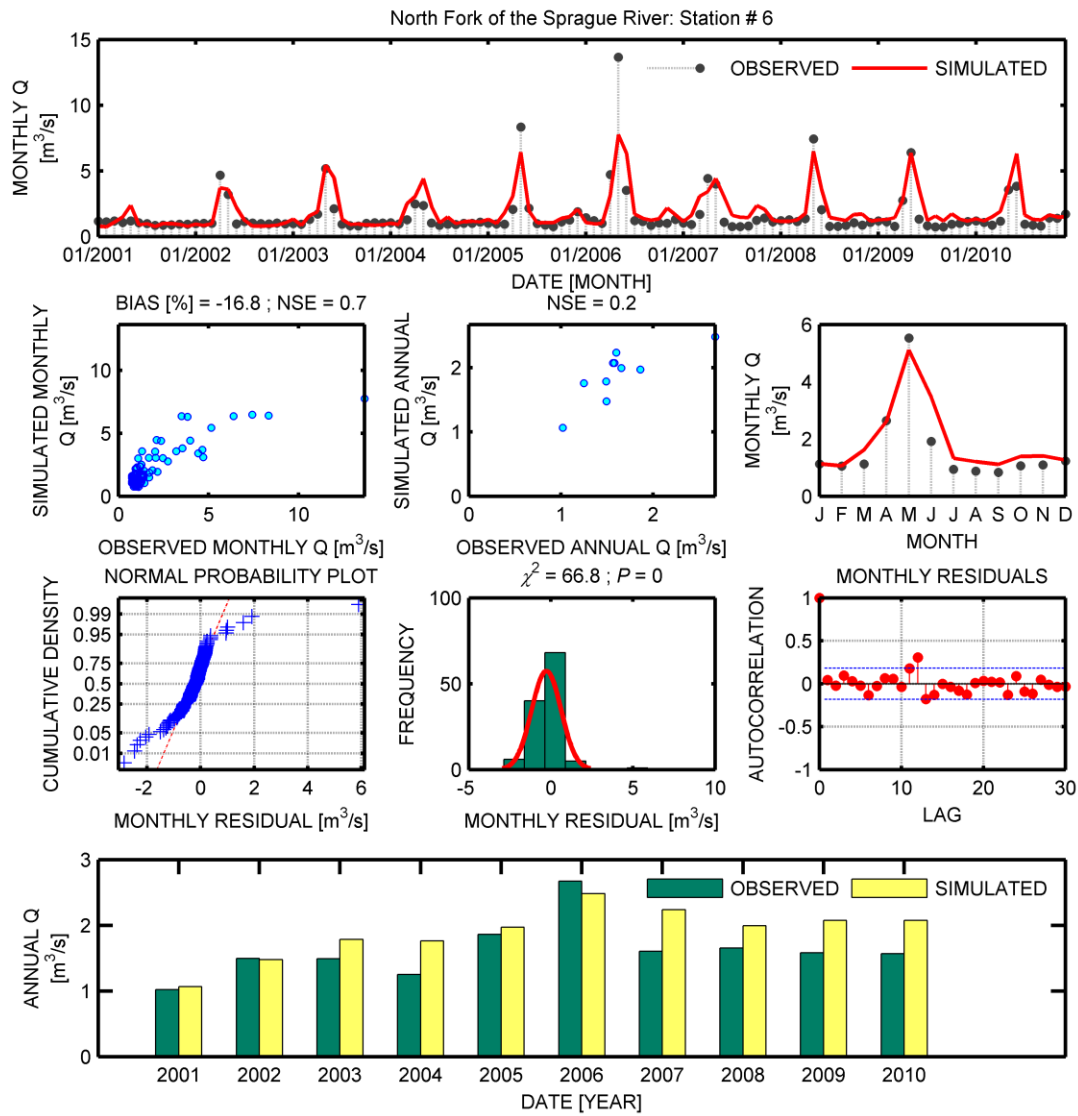 North Fork of the Sprague River: Station # 6
MONTHLY Q
[m³/s]
15
10
5
0
OBSERVED
SIMULATED
01/2001 01/2002 01/2003 01/2004 01/2005 01/2006 01/2007 01/2008 01/2009 01/2010
DATE [MONTH]
BIAS [%] = -16.8 ; NSE = 0.7
SIMULATED MONTHLY
Q [m³/s]
10
5
0
0 5 10
OBSERVED MONTHLY Q [m³/s]
NSE = 0.2
SIMULATED ANNUAL
Q [m³/s]
2
1
0
0 1 2
OBSERVED ANNUAL Q [m³/s]
MONTHLY Q
[m³/s]
6
4
2
0
J F M A M J J A S O N D
MONTH
NORMAL PROBABILITY PLOT
CUMULATIVE DENSITY
0.99
0.95
0.75
0.5
0.25
0.05
0.01
-2 0 2 4 6
MONTHLY RESIDUAL [m³/s]
χ² = 66.8 ; P = 0
FREQUENCY
100
50
0
-5 0 5 10
MONTHLY RESIDUAL [m³/s]
MONTHLY RESIDUALS
AUTOCORRELATION
1
0.5
0
-0.5
-1
0 10 20 30
LAG
ANNUAL Q
[m³/s]
3
2
1
0
OBSERVED
SIMULATED
2001 2002 2003 2004 2005 2006 2007 2008 2009 2010
DATE [YEAR]